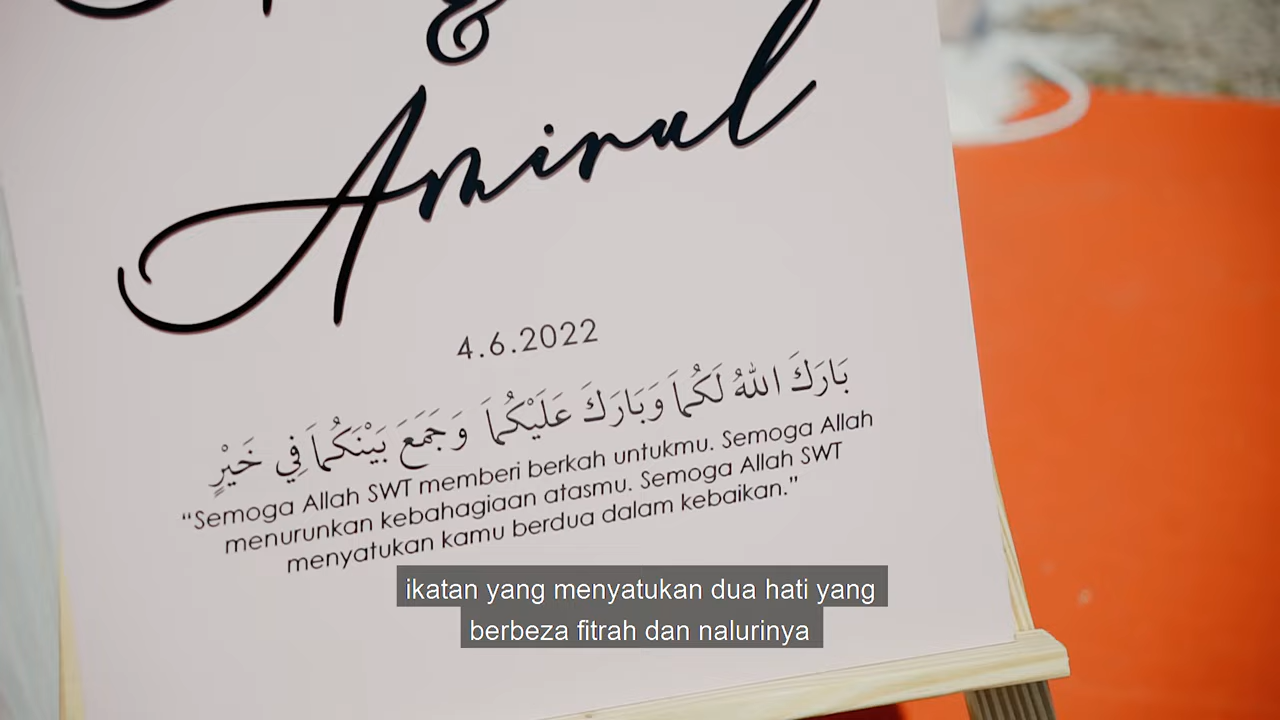 &
Amirul
4.6.2022
بَارَكَ اللهُ لَكُمَا وَبَارَكَ عَلَيْكُمَا وَجَمَعَ بَيْنَكُمَا فِي خَيْرٍ
“Semoga Allah SWT memberi berkah untukmu. Semoga Allah
menurunkan kebahagiaan atasmu. Semoga Allah SWT
menyatukan kamu berdua dalam kebaikan.”
ikatan yang menyatukan dua hati yang
berbeza fitrah dan nalurinya